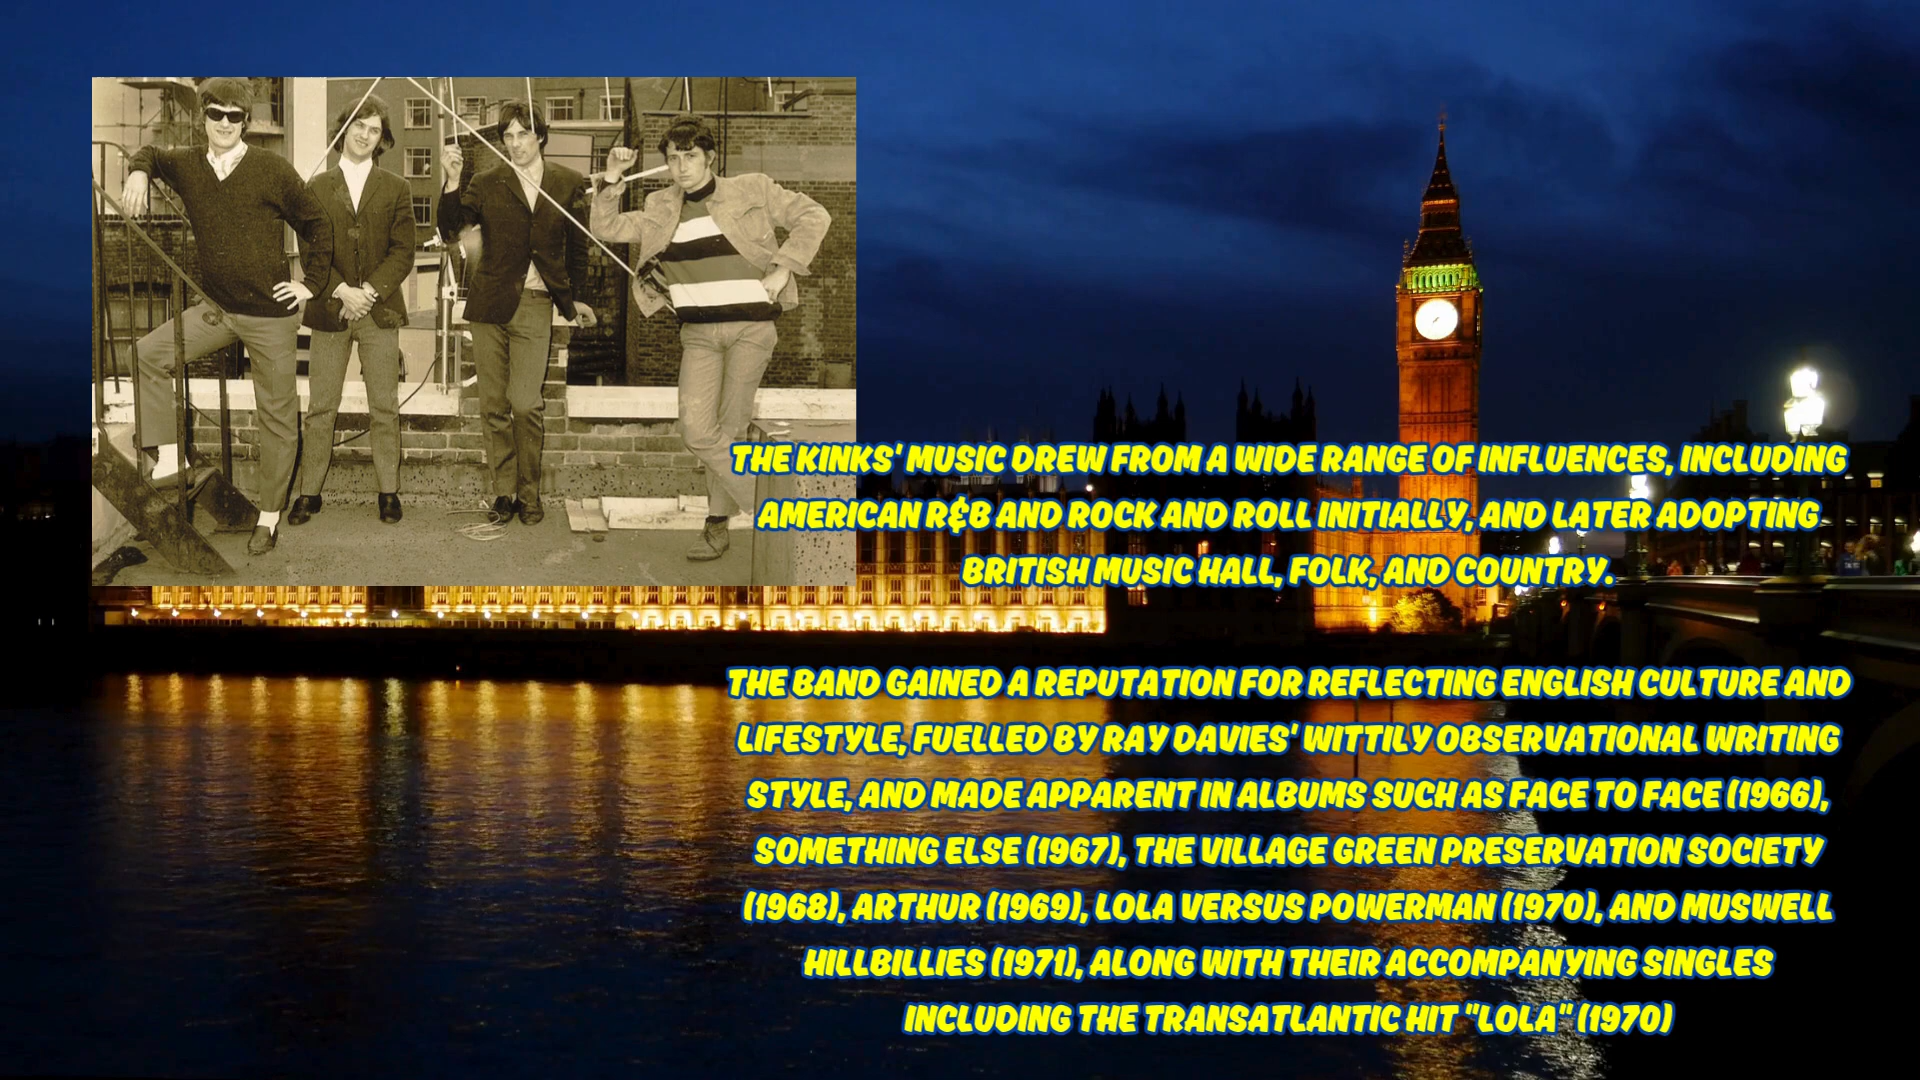 THE KINKS' MUSIC DREW FROM A WIDE RANGE OF INFLUENCES, INCLUDING
AMERICAN R&B AND ROCK AND ROLL INITIALLY, AND LATER ADOPTING
BRITISH MUSIC HALL, FOLK, AND COUNTRY.
THE BAND GAINED A REPUTATION FOR REFLECTING ENGLISH CULTURE AND
LIFESTYLE, FUELLED BY RAY DAVIES' WITTILY OBSERVATIONAL WRITING
STYLE, AND MADE APPARENT IN ALBUMS SUCH AS FACE TO FACE (1966),
SOMETHING ELSE (1967), THE VILLAGE GREEN PRESERVATION SOCIETY
(1968), ARTHUR (1969), LOLA VERSUS POWERMAN (1970), AND MUSWELL
HILLBILLIES (1971), ALONG WITH THEIR ACCOMPANYING SINGLES
INCLUDING THE TRANSATLANTIC HIT "LOLA" (1970)